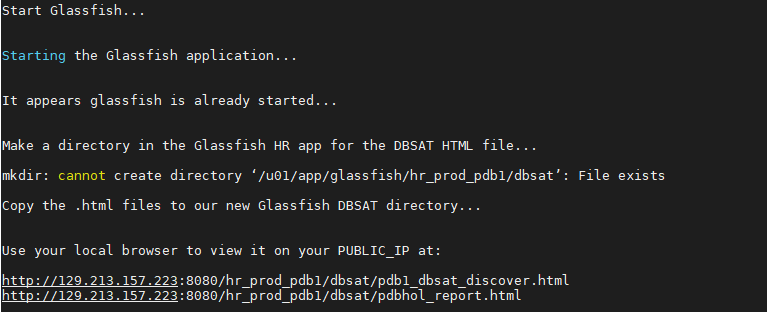 Start Glassfish...
Starting the Glassfish application...
It appears glassfish is already started...
Make a directory in the Glassfish HR app for the DBSAT HTML file...
mkdir: cannot create directory ‘/u01/app/glassfish/hr_prod_pdb1/dbsat’: File exists
Copy the .html files to our new Glassfish DBSAT directory...
Use your local browser to view it on your PUBLIC_IP at:
http://129.213.157.223:8080/hr_prod_pdb1/dbsat/pdb1_dbsat_discover.html
http://129.213.157.223:8080/hr_prod_pdb1/dbsat/pdbhol_report.html